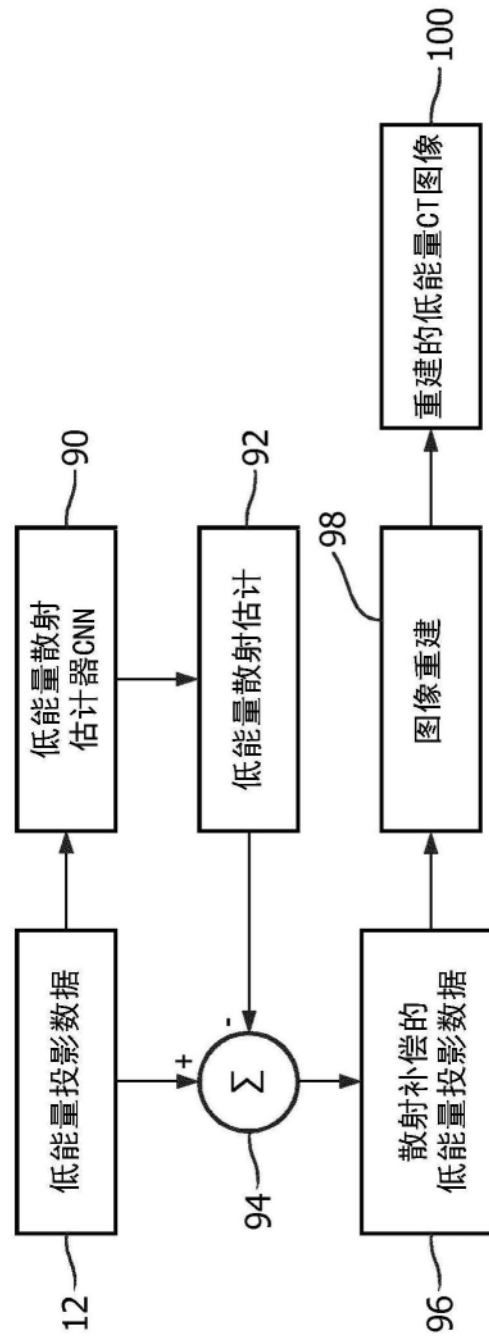 12
低能量投影数据
低能量散射
估计器CNN
90
+
-
Σ
94
低能量散射估计
92
散射补偿的
低能量投影数据
96
图像重建
98
重建的低能量CT图像
100